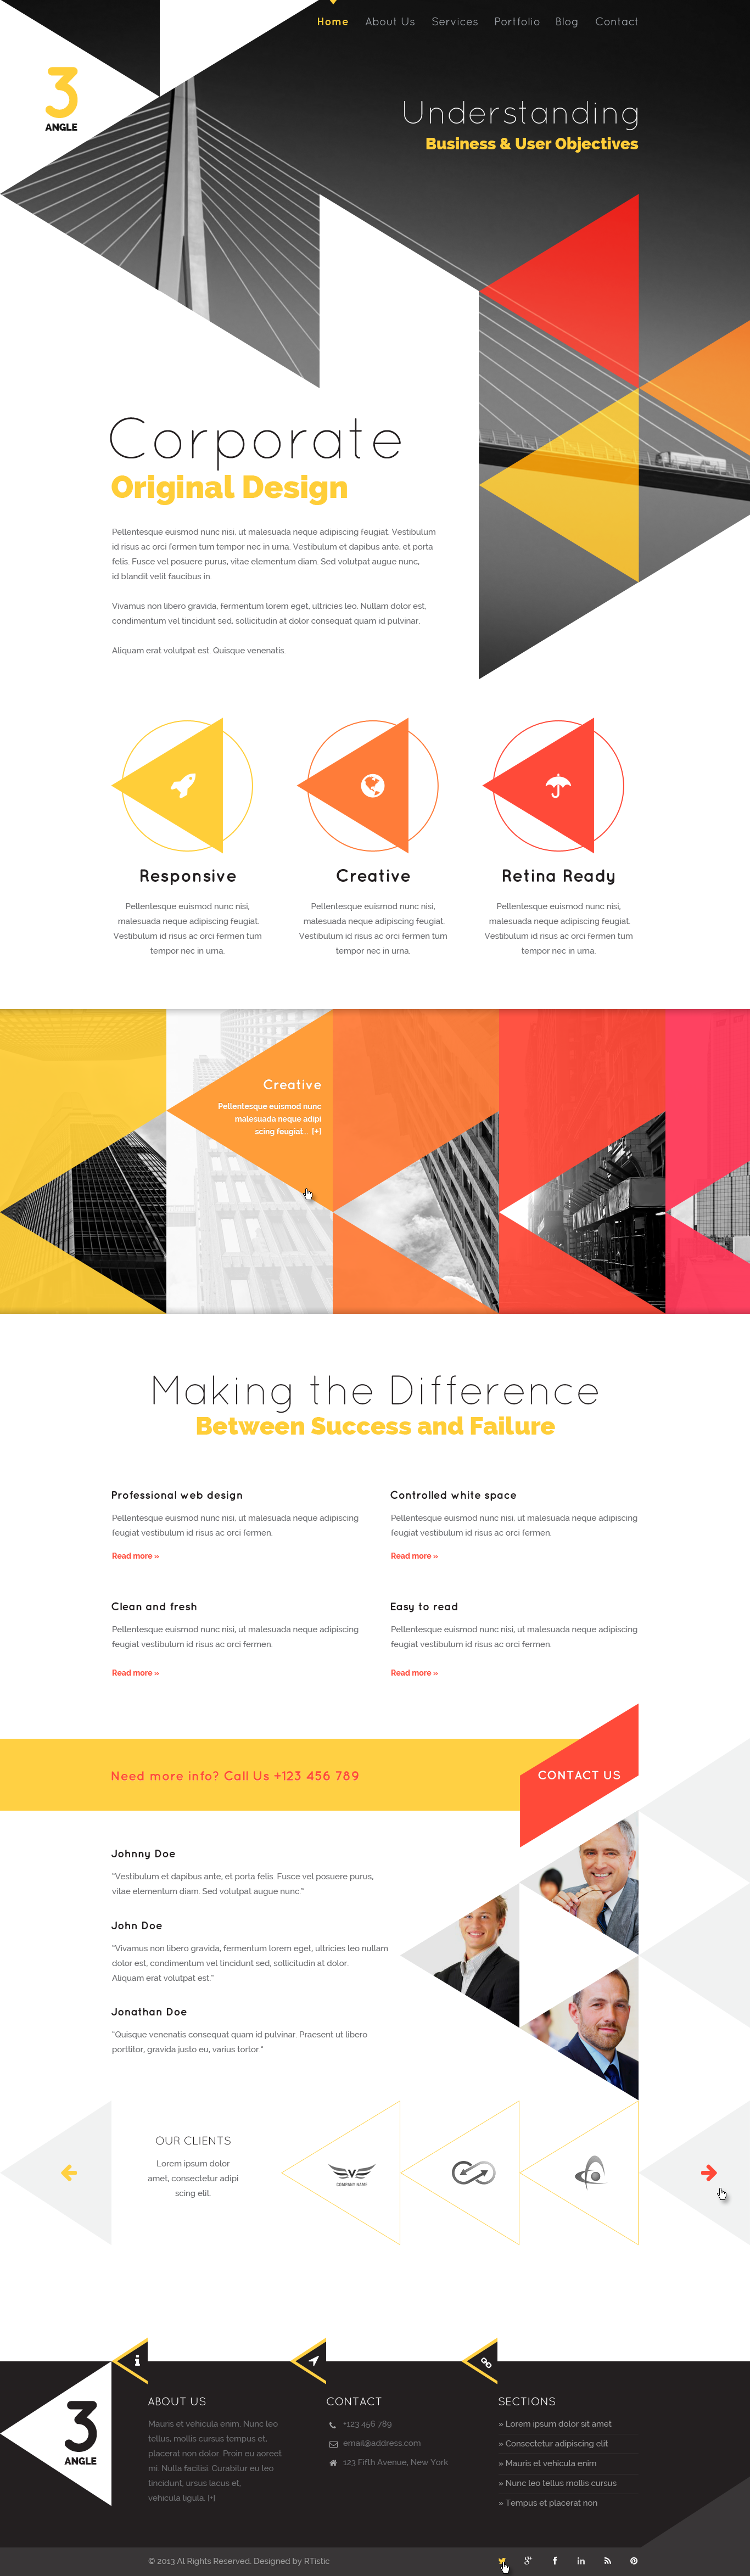 Home About Us Services Portfolio Blog Contact
3
ANGLE
Understanding
Business & User Objectives
Corporate
Original Design
Pellentesque euismod nunc nisi, ut malesuada neque adipiscing feugiat. Vestibulum
id risus ac orci fermen tum tempor nec in urna. Vestibulum et dapibus ante, et porta
felis. Fusce vel posuere purus, vitae elementum diam. Sed volutpat augue nunc,
id blandit velit faucibus in.
Vivamus non libero gravida, fermentum lorem eget, ultricies leo. Nullam dolor est,
condimentum vel tincidunt sed, sollicitudin at dolor consequat quam id pulvinar.
Aliquam erat volutpat est. Quisque venenatis.
Responsive
Pellentesque euismod nunc nisi,
malesuada neque adipiscing feugiat.
Vestibulum id risus ac orci fermen tum
tempor nec in urna.
Creative
Pellentesque euismod nunc nisi,
malesuada neque adipiscing feugiat.
Vestibulum id risus ac orci fermen tum
tempor nec in urna.
Retina Ready
Pellentesque euismod nunc nisi,
malesuada neque adipiscing feugiat.
Vestibulum id risus ac orci fermen tum
tempor nec in urna.
Creative
Pellentesque euismod nunc
malesuada neque adipi
scing feugiat... [+]
Making the Difference
Between Success and Failure
Professional web design
Pellentesque euismod nunc nisi, ut malesuada neque adipiscing
feugiat vestibulum id risus ac orci fermen.
Read more »
Controlled white space
Pellentesque euismod nunc nisi, ut malesuada neque adipiscing
feugiat vestibulum id risus ac orci fermen.
Read more »
Clean and fresh
Pellentesque euismod nunc nisi, ut malesuada neque adipiscing
feugiat vestibulum id risus ac orci fermen.
Read more »
Easy to read
Pellentesque euismod nunc nisi, ut malesuada neque adipiscing
feugiat vestibulum id risus ac orci fermen.
Read more »
Need more info? Call Us +123 456 789
CONTACT US
Johnny Doe
"Vestibulum et dapibus ante, et porta felis. Fusce vel posuere purus,
vitae elementum diam. Sed volutpat augue nunc."
John Doe
"Vivamus non libero gravida, fermentum lorem eget, ultricies leo nullam
dolor est, condimentum vel tincidunt sed, sollicitudin at dolor.
Aliquam erat volutpat est."
Jonathan Doe
"Quisque venenatis consequat quam id pulvinar. Praesent ut libero
porttitor, gravida justo eu, varius tortor."
OUR CLIENTS
Lorem ipsum dolor
amet, consectetur adipi
scing elit.
COMPANY NAME
3
ANGLE
ABOUT US
Mauris et vehicula enim. Nunc leo
tellus, mollis cursus tempus et,
placerat non dolor. Proin eu aoreet
mi. Nulla facilisi. Curabitur eu leo
tincidunt, ursus lacus et,
vehicula ligula. [+]
CONTACT
+123 456 789
email@address.com
123 Fifth Avenue, New York
SECTIONS
» Lorem ipsum dolor sit amet
» Consectetur adipiscing elit
» Mauris et vehicula enim
» Nunc leo tellus mollis cursus
» Tempus et placerat non
© 2013 Al Rights Reserved. Designed by RTistic